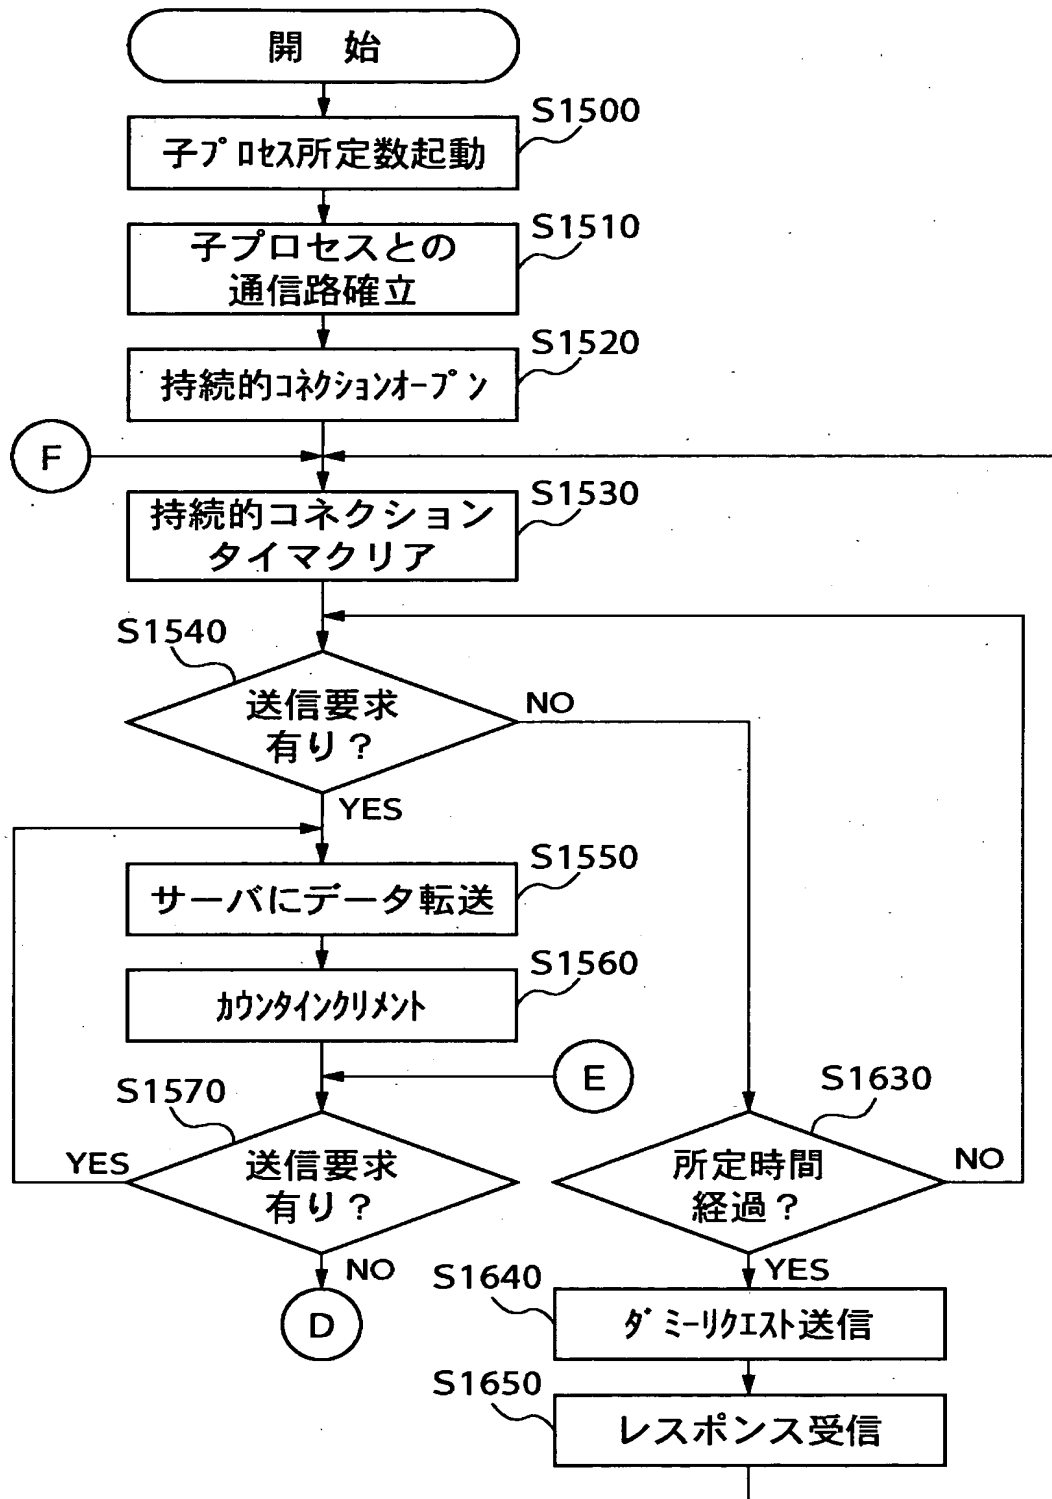 開 始
S1500
子プロセス所定数起動
S1510
子プロセスとの
通信路確立
S1520
持続的コネクションオープン
F
S1530
持続的コネクション
タイマクリア
S1540
送信要求
有り？
NO
YES
S1550
サーバにデータ転送
S1560
カウンタインクリメント
E
S1570
送信要求
有り？
YES
NO
D
S1630
所定時間
経過？
NO
YES
S1640
ダミーリクエスト送信
S1650
レスポンス受信